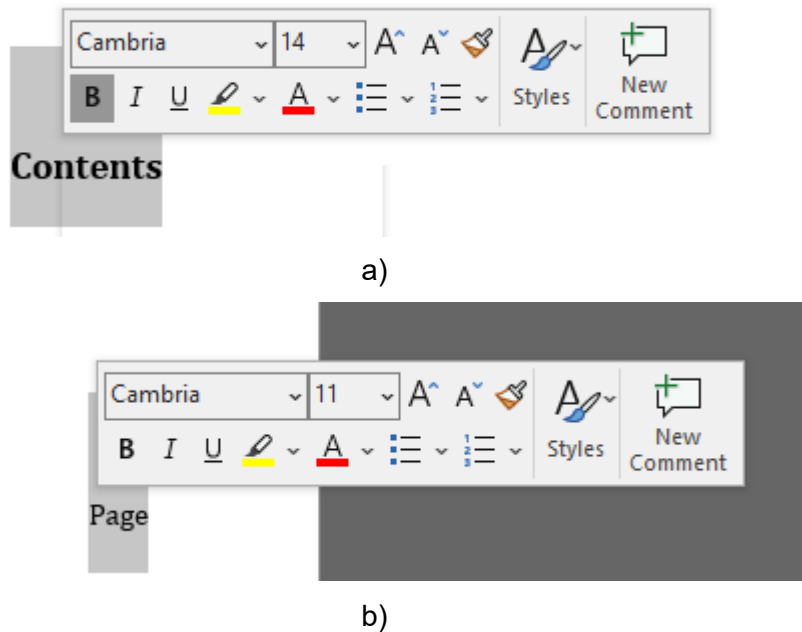 Cambria 14 A A
B I U A Styles New
Comment
Contents
a)
Cambria 11 A A
B I U A Styles New
Comment
Page
b)